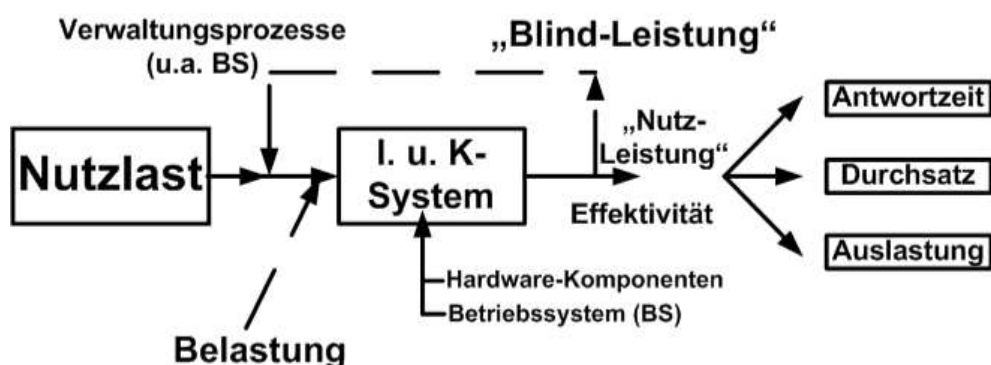 Verwaltungsprozesse
(u.a. BS)
„Blind-Leistung“
Nutzlast
I. u. K-
System
„Nutz-
Leistung“
Effektivität
Antwortzeit
Durchsatz
Auslastung
Hardware-Komponenten
Betriebssystem (BS)
Belastung